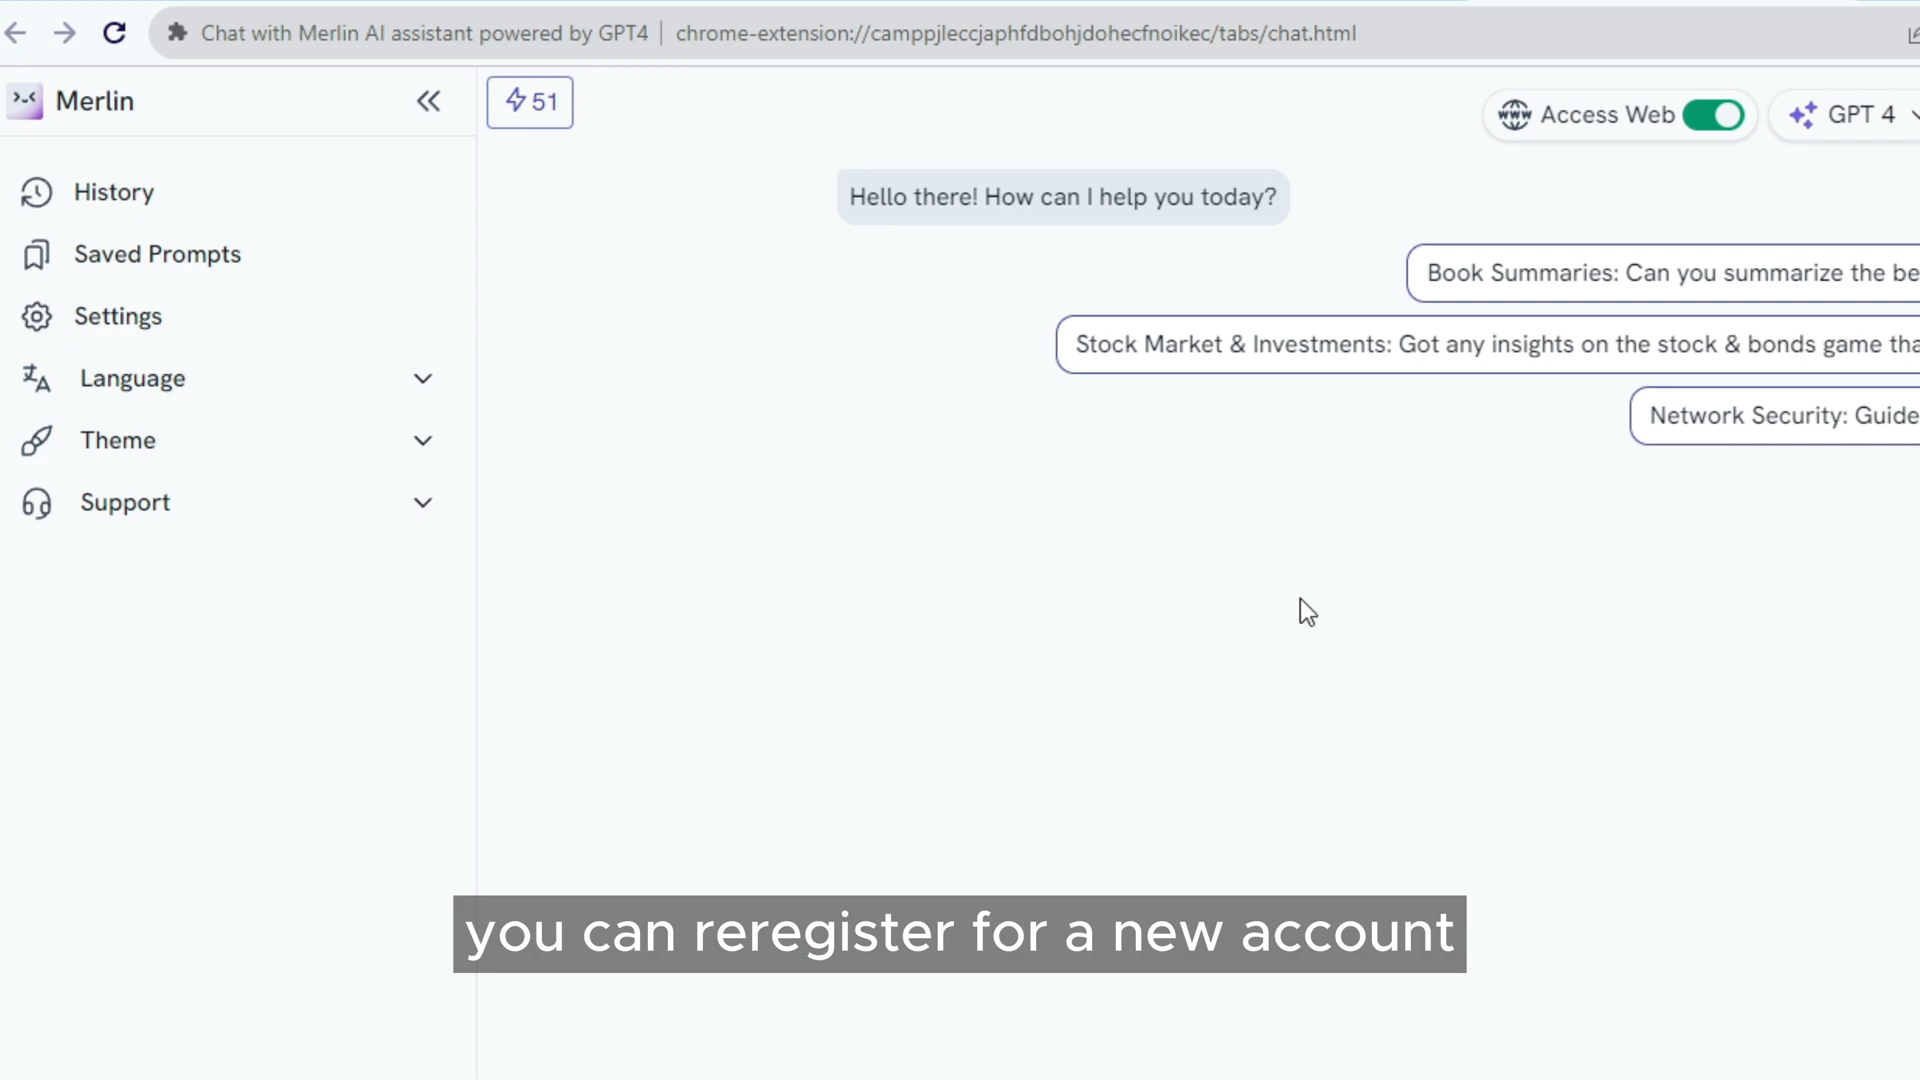 Chat with Merlin AI assistant powered by GPT4 | chrome-extension://camppjleccjaphfdbohjdohecfnoikec/tabs/chat.html
Merlin
51
Access Web
GPT 4
History
Saved Prompts
Settings
Language
Theme
Support
Hello there! How can I help you today?
Book Summaries: Can you summarize the be
Stock Market & Investments: Got any insights on the stock & bonds game tha
Network Security: Guide
you can reregister for a new account